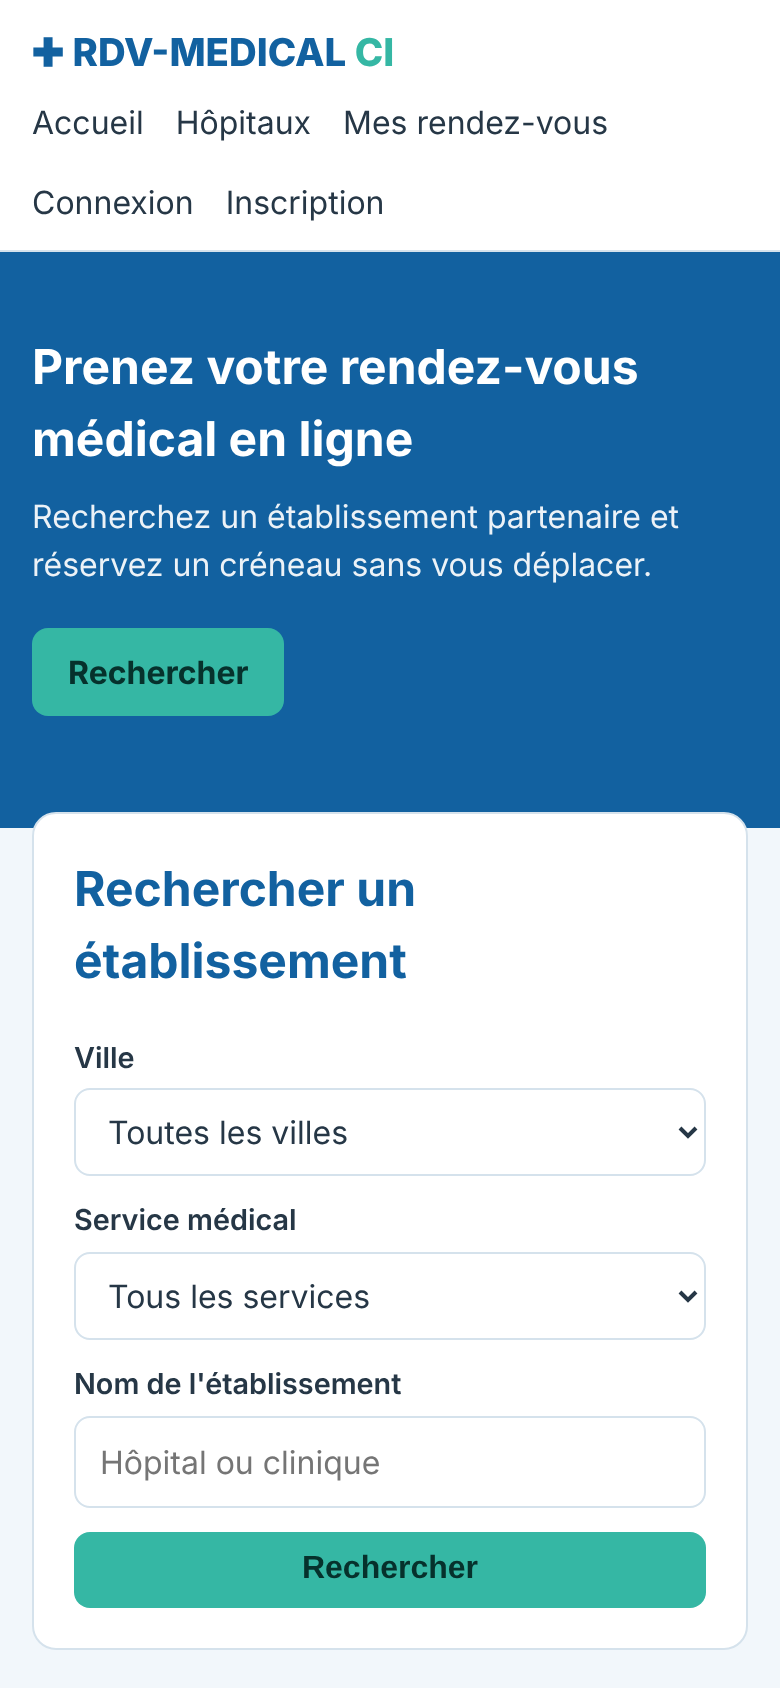 RDV-MEDICAL CI
Accueil Hôpitaux Mes rendez-vous
Connexion Inscription
Prenez votre rendez-vous
médical en ligne
Recherchez un établissement partenaire et
réservez un créneau sans vous déplacer.
Rechercher
Rechercher un
établissement
Ville
Toutes les villes
Service médical
Tous les services
Nom de l'établissement
Hôpital ou clinique
Rechercher